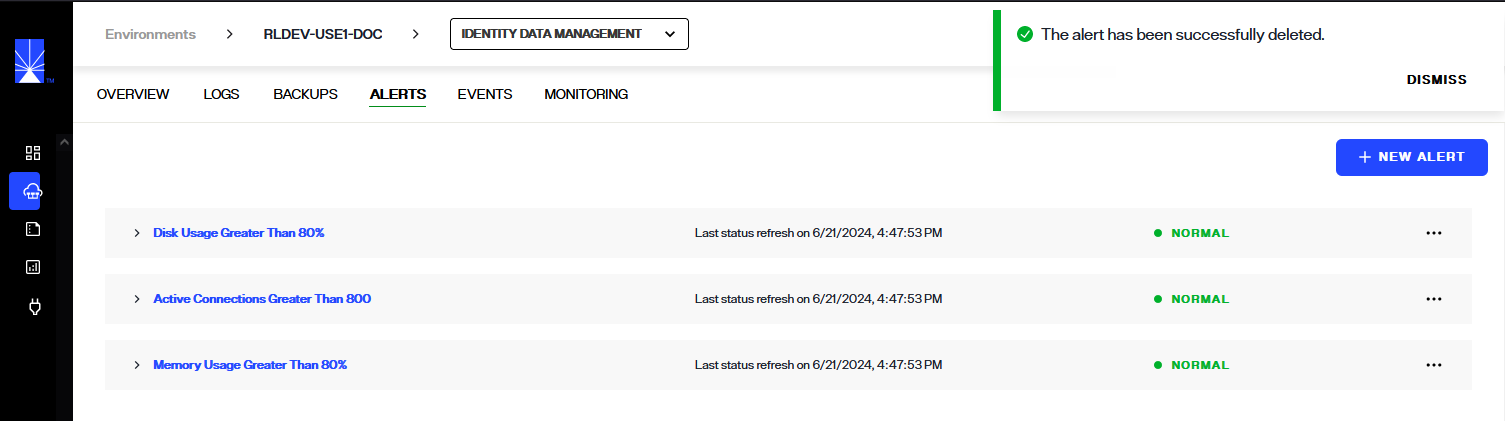 Environments > RLDEV-USE1-DOC > IDENTITY DATA MANAGEMENT
The alert has been successfully deleted.
DISMISS
TM
OVERVIEW LOGS BACKUPS ALERTS EVENTS MONITORING
+ NEW ALERT
Disk Usage Greater Than 80% Last status refresh on 6/21/2024, 4:47:53 PM NORMAL
Active Connections Greater Than 800 Last status refresh on 6/21/2024, 4:47:53 PM NORMAL
Memory Usage Greater Than 80% Last status refresh on 6/21/2024, 4:47:53 PM NORMAL